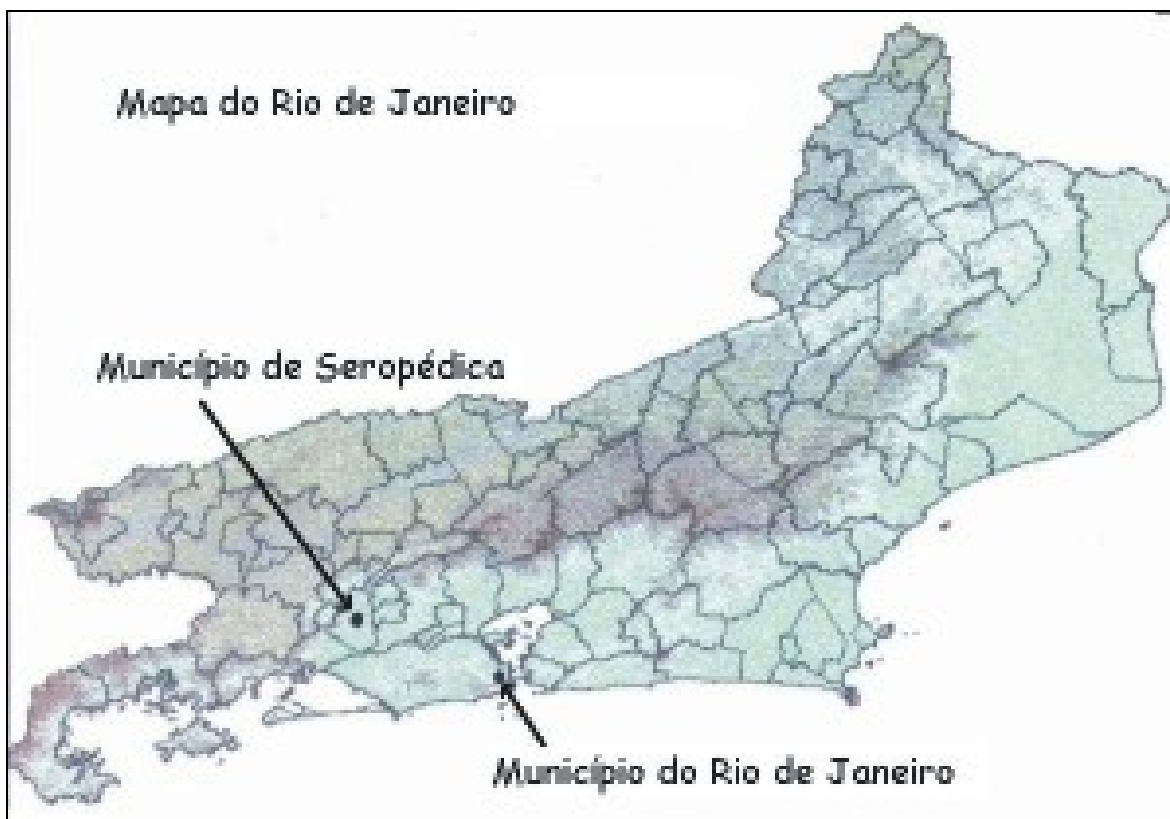 Mapa do Rio de Janeiro
Município de Seropédica
Município do Rio de Janeiro